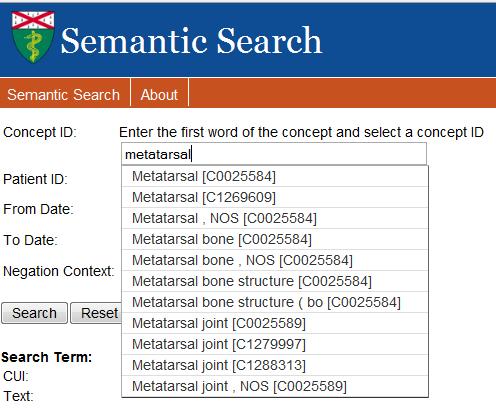 Semantic Search
Semantic Search About
Concept ID: Enter the first word of the concept and select a concept ID
metatarsal
Metatarsal [C0025584]
Patient ID:
Metatarsal [C1269609]
From Date:
Metatarsal , NOS [C0025584]
To Date:
Metatarsal bone [C0025584]
Metatarsal bone , NOS [C0025584]
Negation Context:
Metatarsal bone structure [C0025584]
Metatarsal bone structure ( bo [C0025584]
Search Reset
Metatarsal joint [C0025589]
Metatarsal joint [C1279997]
Search Term:
Metatarsal joint [C1288313]
CUI:
Metatarsal joint , NOS [C0025589]
Text: